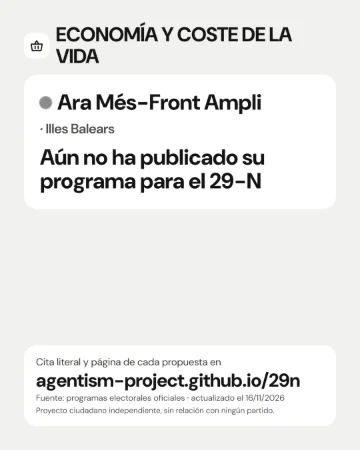 ECONOMÍA Y COSTE DE LA
VIDA
Ara Més-Front Ampli
· Illes Balears
Aún no ha publicado su
programa para el 29-N
Cita literal y página de cada propuesta en
agentism-project.github.io/29n
Fuente: programas electorales oficiales · actualizado el 16/11/2026
Proyecto ciudadano independiente, sin relación con ningún partido.